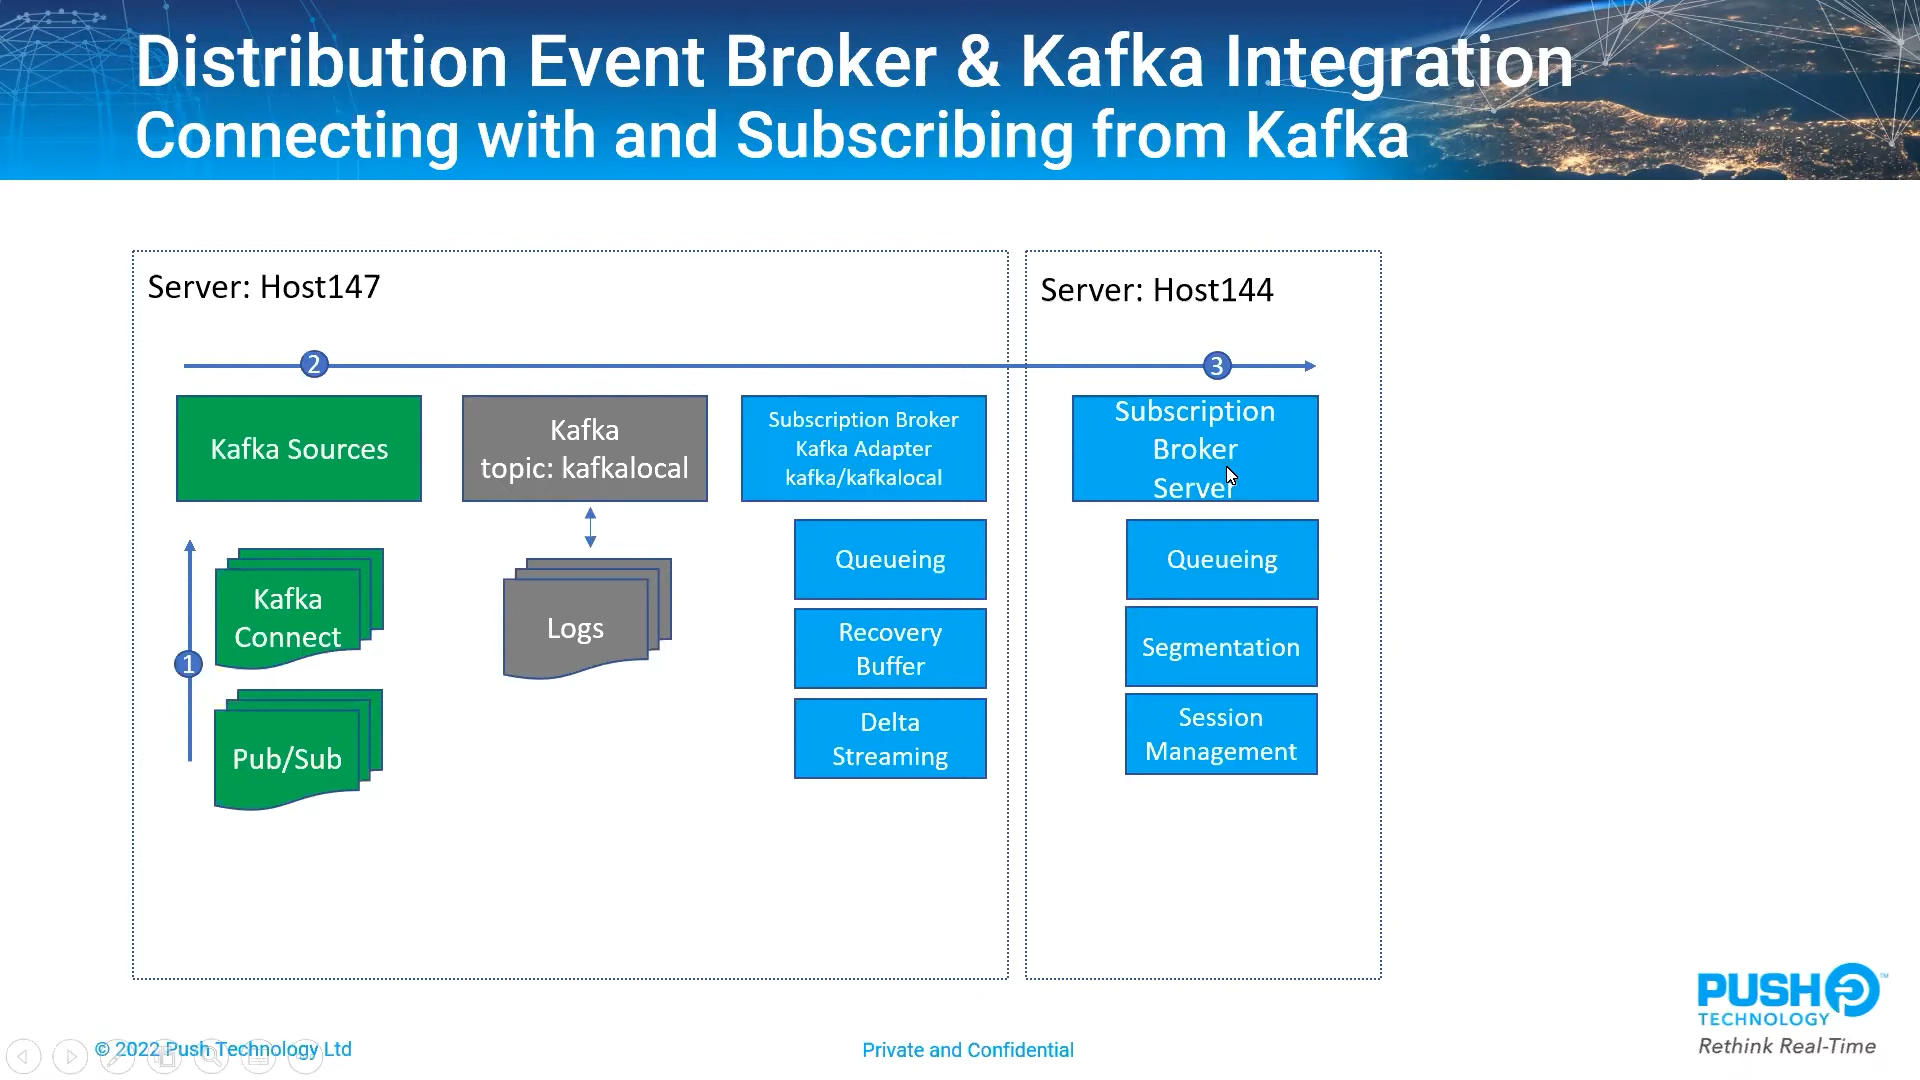 Distribution Event Broker & Kafka Integration
Connecting with and Subscribing from Kafka
Server: Host147
Server: Host144
2
3
Kafka Sources
Kafka
topic: kafkalocal
Subscription Broker
Kafka Adapter
kafka/kafkalocal
Subscription
Broker
Server
1
Kafka
Connect
Pub/Sub
Logs
Queueing
Recovery
Buffer
Delta
Streaming
Queueing
Segmentation
Session
Management
© 2022 Push Technology Ltd
Private and Confidential
PUSH
TECHNOLOGY
Rethink Real-Time
™